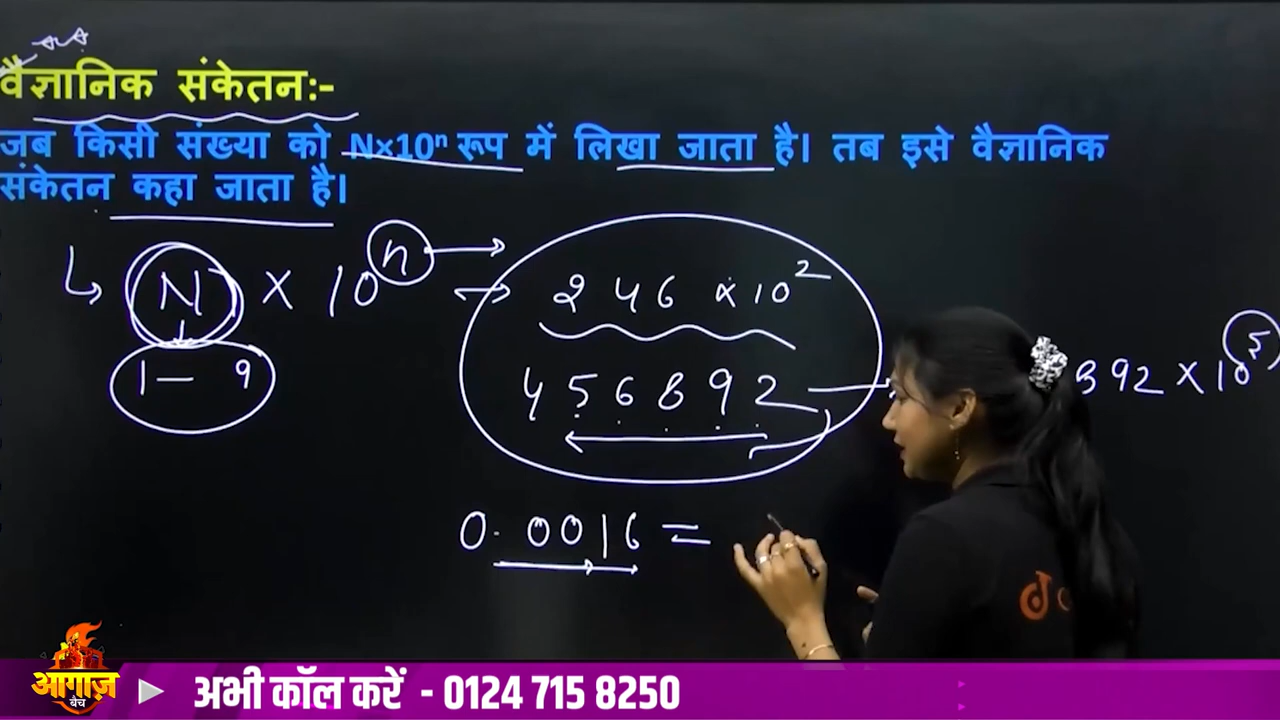 वैज्ञानिक संकेतन:-
जब किसी संख्या को N×10ⁿ रूप में लिखा जाता है। तब इसे वैज्ञानिक
संकेतन कहा जाता है।
N × 10ⁿ
1 — 9
246 × 10²
456892
892 × 10⁵
0.0016 =
आगाज़
बैच
अभी कॉल करें - 0124 715 8250